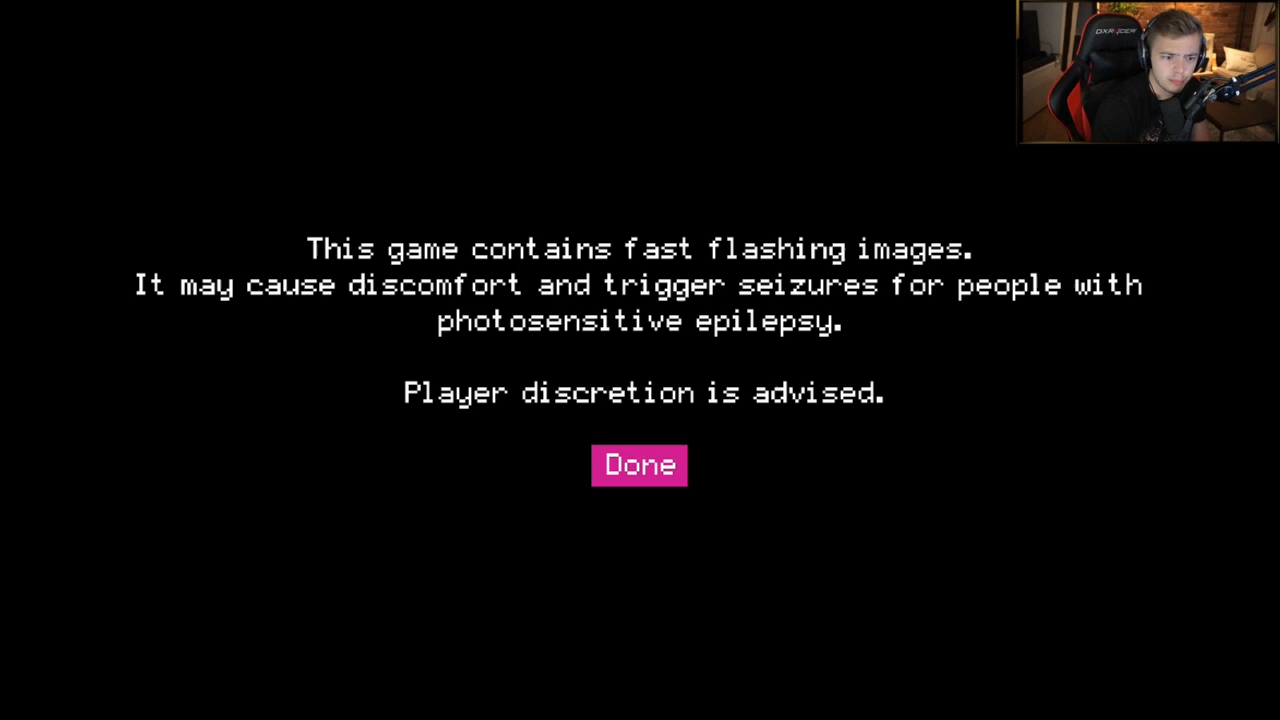 DXRACER
This game contains fast flashing images.
It may cause discomfort and trigger seizures for people with
photosensitive epilepsy.
Player discretion is advised.
Done